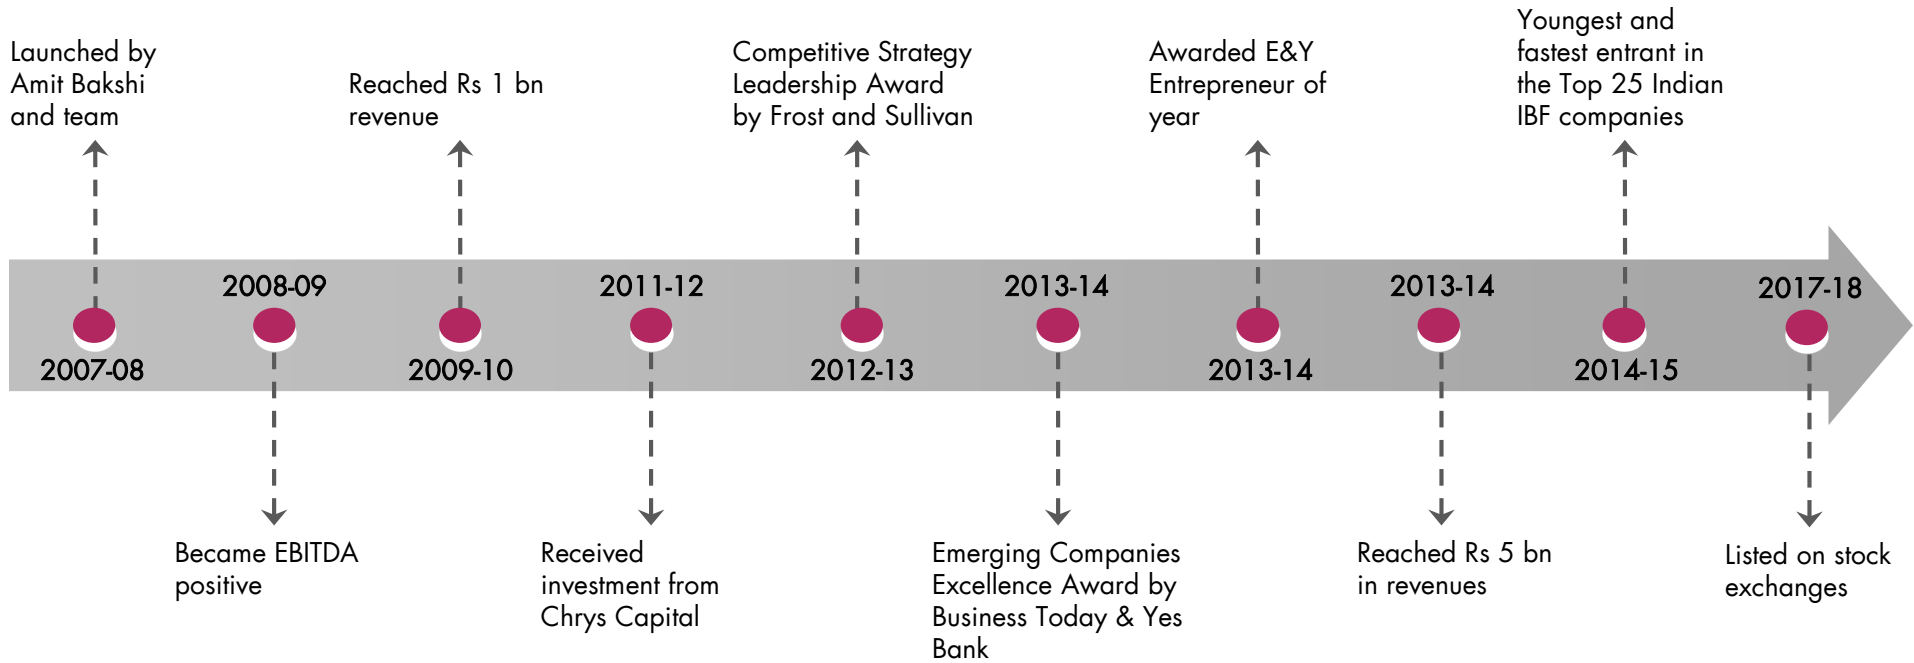 Launched by
Amit Bakshi
and team
2007-08
2008-09
Became EBITDA
positive
Reached Rs 1 bn
revenue
2009-10
2011-12
Received
investment from
Chrys Capital
Competitive Strategy
Leadership Award
by Frost and Sullivan
2012-13
2013-14
Emerging Companies
Excellence Award by
Business Today & Yes
Bank
Awarded E&Y
Entrepreneur of
year
2013-14
2013-14
Reached Rs 5 bn
in revenues
Youngest and
fastest entrant in
the Top 25 Indian
IBF companies
2014-15
2017-18
Listed on stock
exchanges